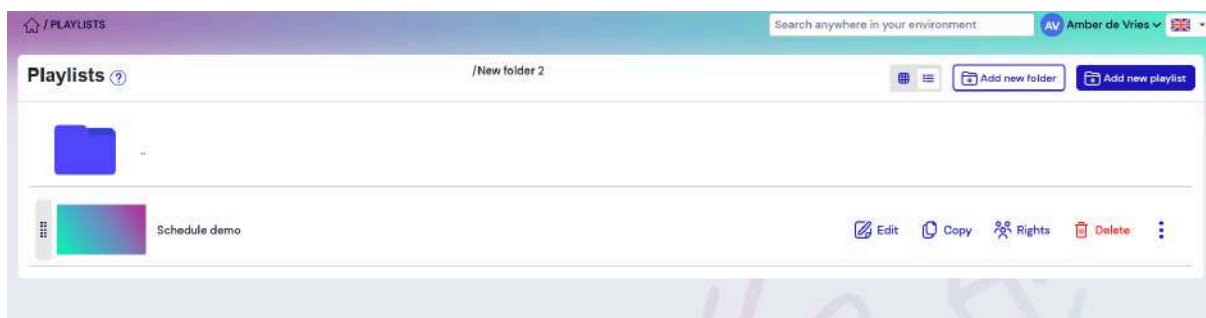 / PLAYLISTS
Search anywhere in your environment
AV Amber de Vries
Playlists ?
/New folder 2
Add new folder
Add new playlist
..
Schedule demo
Edit Copy Rights Delete